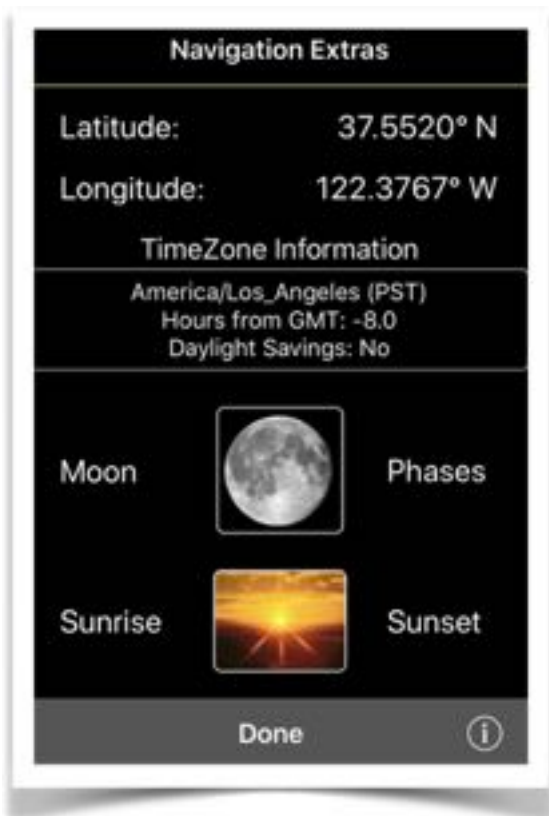 Navigation Extras
Latitude: 37.5520° N
Longitude: 122.3767° W
TimeZone Information
America/Los_Angeles (PST)
Hours from GMT: -8.0
Daylight Savings: No
Moon Phases
Sunrise Sunset
Done i